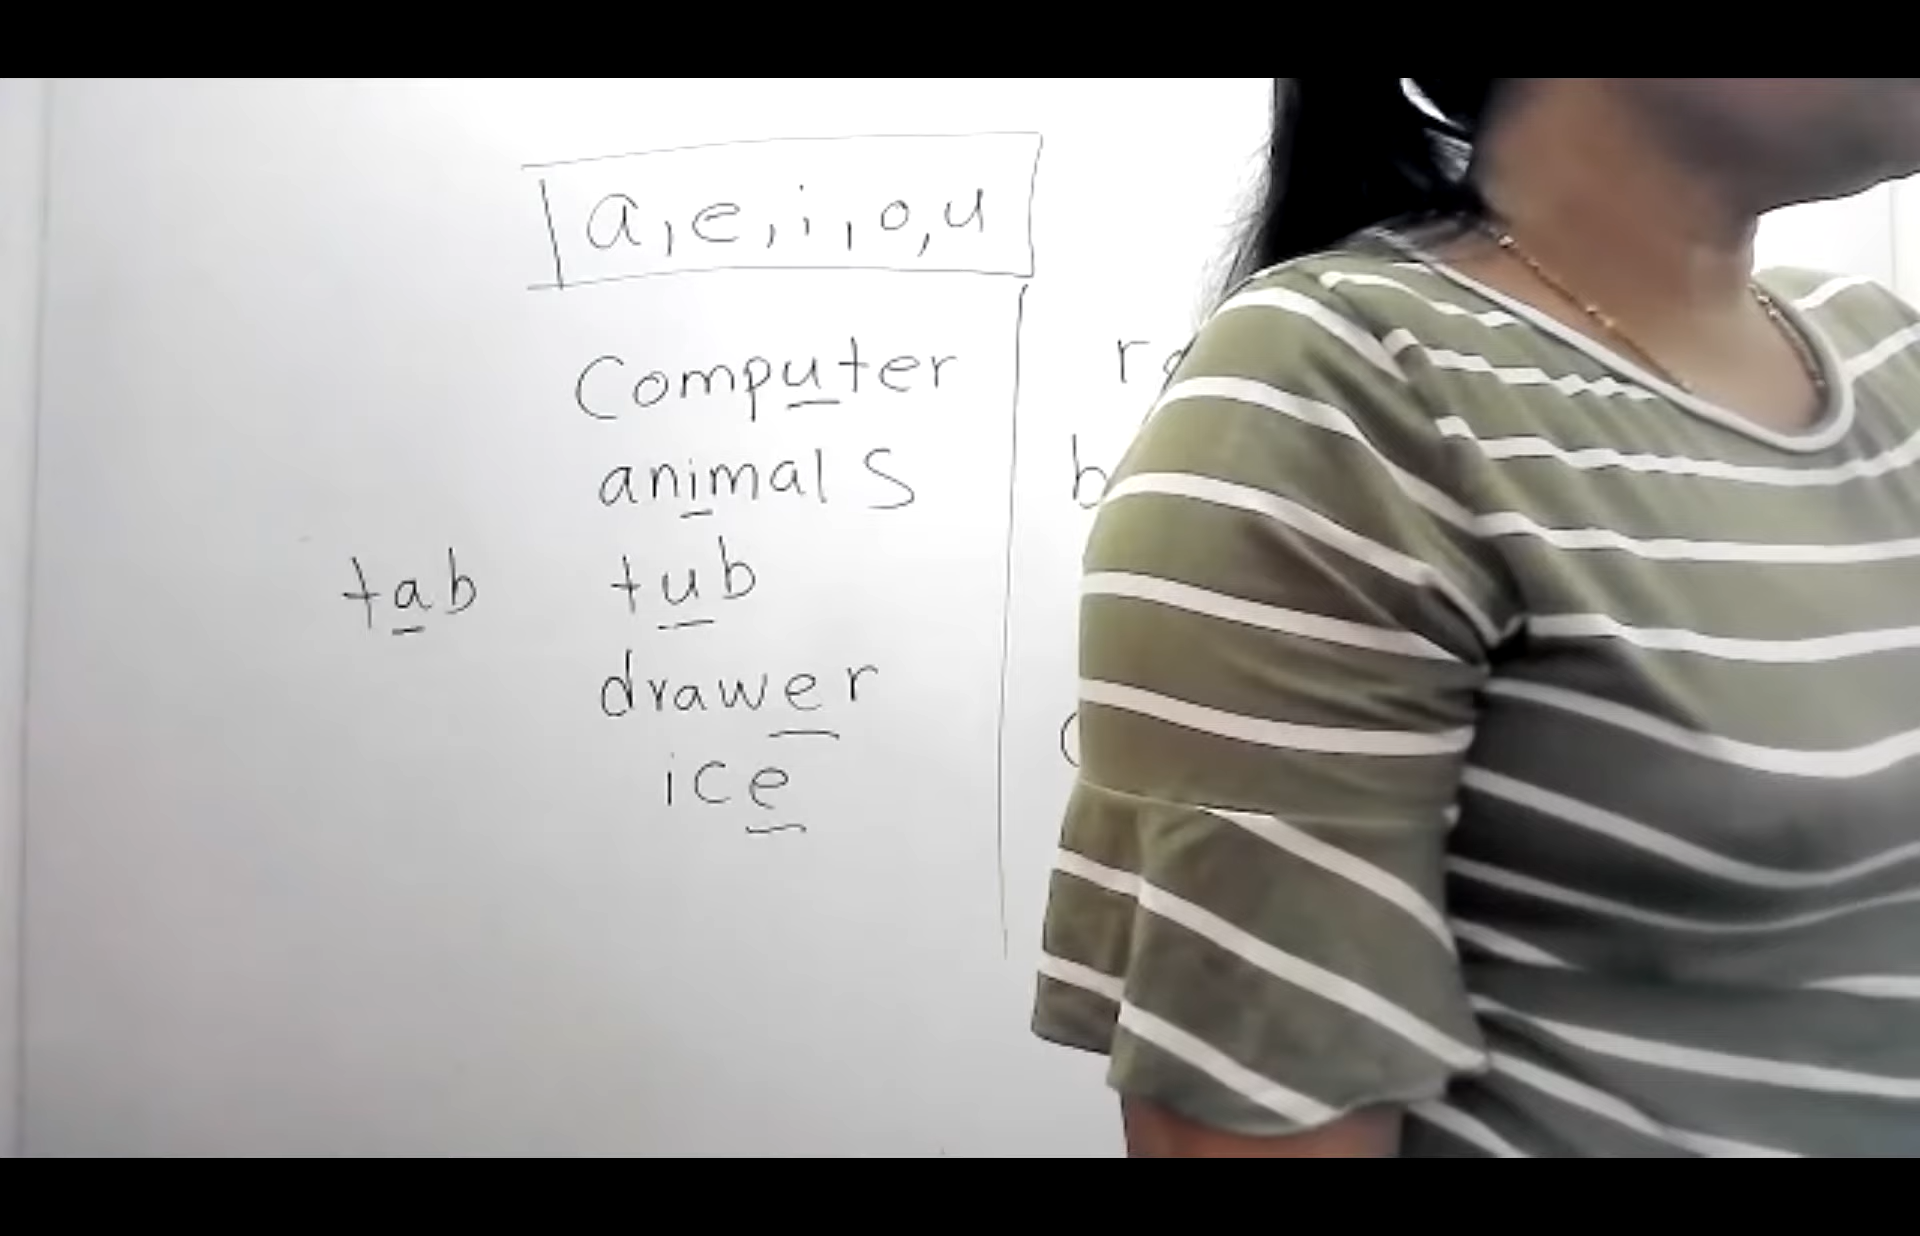 a, e, i, o, u
computer
animals
tab tub
drawer
ice